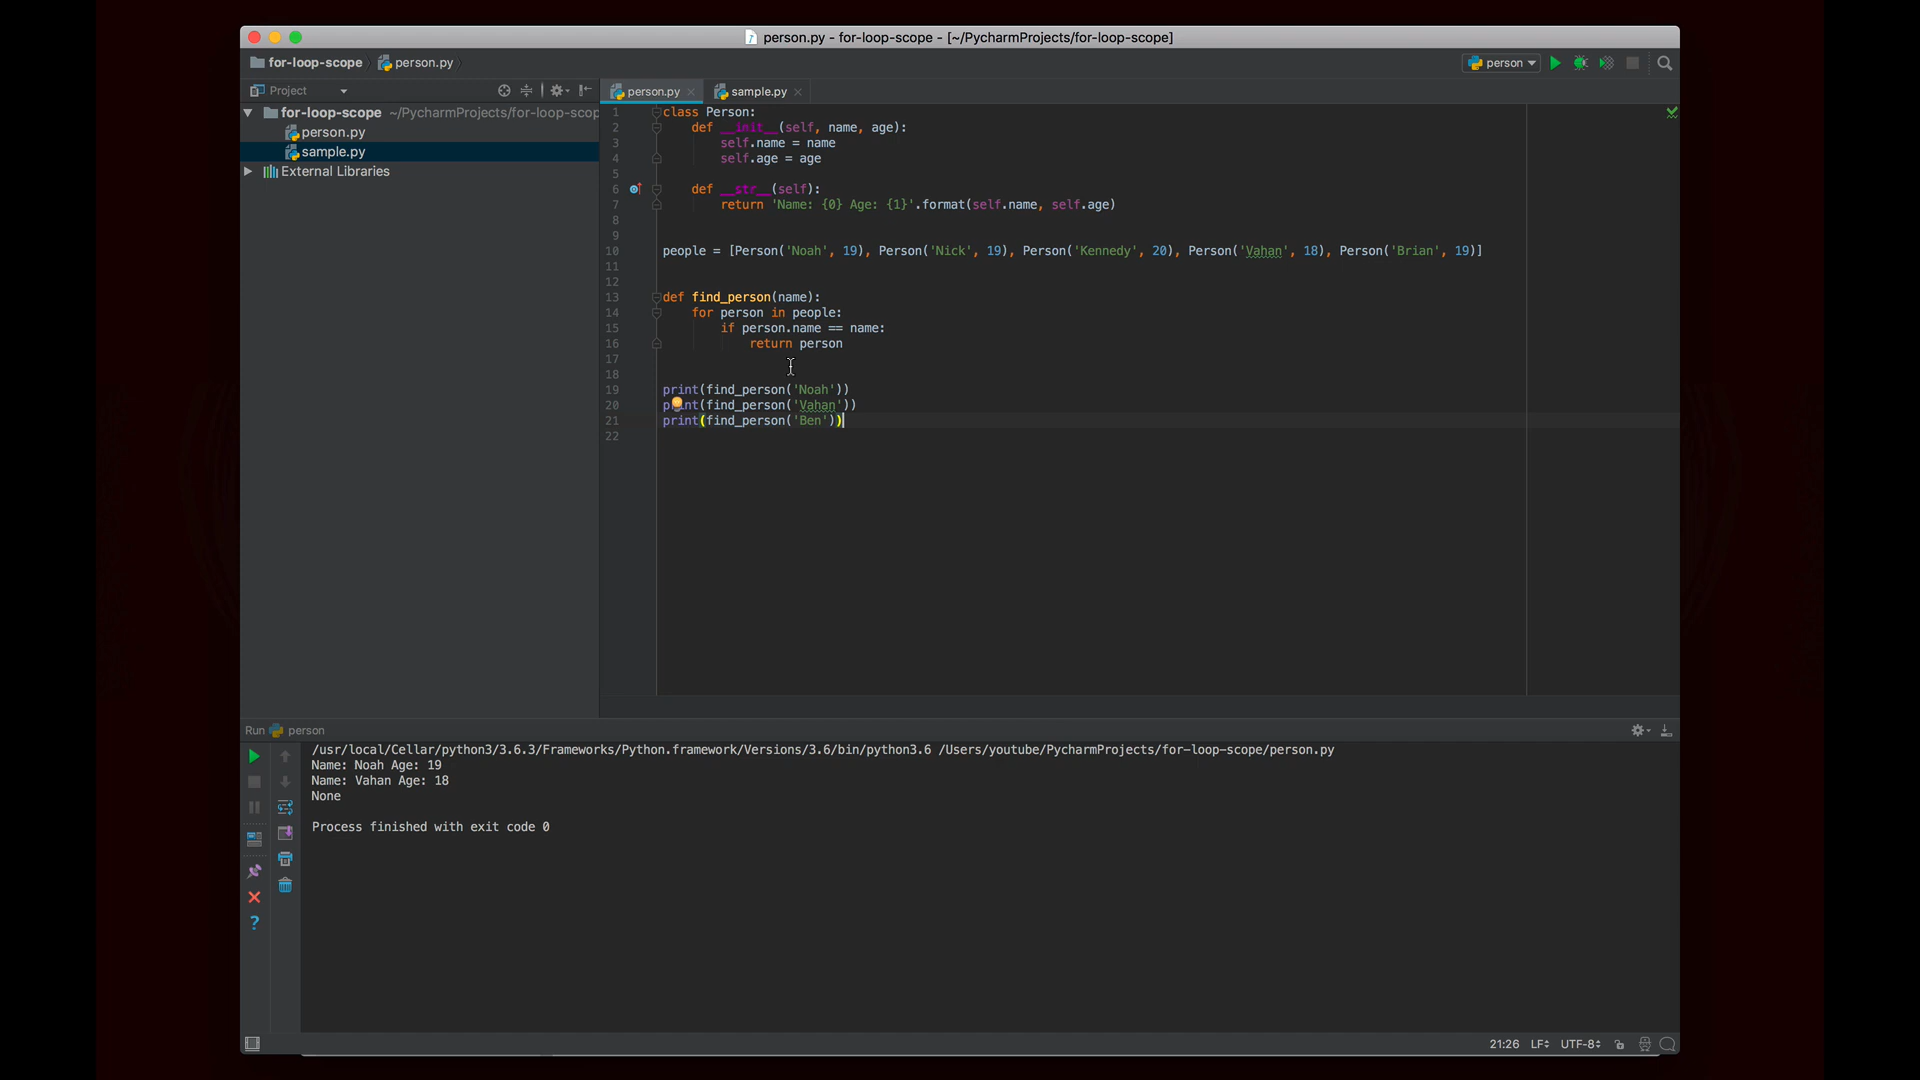 person.py - for-loop-scope - [~/PycharmProjects/for-loop-scope]
for-loop-scope person.py person
Project person.py sample.py
for-loop-scope ~/PycharmProjects/for-loop-scop
person.py
sample.py
External Libraries
1 class Person:
2 def __init__(self, name, age):
3 self.name = name
4 self.age = age
5
6 def __str__(self):
7 return 'Name: {0} Age: {1}'.format(self.name, self.age)
8
9
10 people = [Person('Noah', 19), Person('Nick', 19), Person('Kennedy', 20), Person('Vahan', 18), Person('Brian', 19)]
11
12
13 def find_person(name):
14 for person in people:
15 if person.name == name:
16 return person
17
18
19 print(find_person('Noah'))
20 print(find_person('Vahan'))
21 print(find_person('Ben'))
22
Run person
/usr/local/Cellar/python3/3.6.3/Frameworks/Python.framework/Versions/3.6/bin/python3.6 /Users/youtube/PycharmProjects/for-loop-scope/person.py
Name: Noah Age: 19
Name: Vahan Age: 18
None
Process finished with exit code 0
?
21:26 LF UTF-8